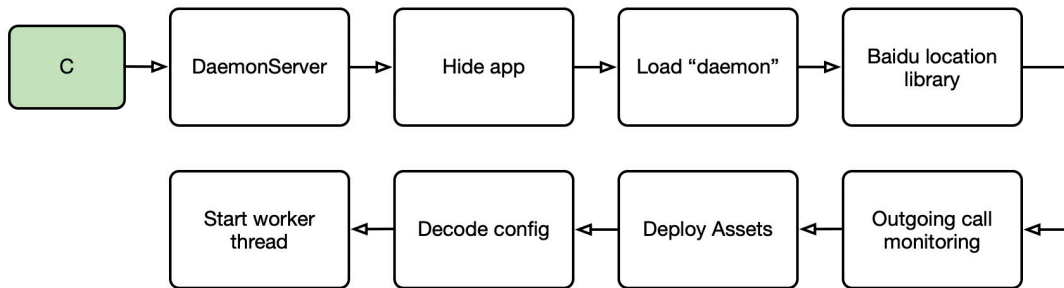 C
DaemonServer
Hide app
Load “daemon”
Baidu location
library
Outgoing call
monitoring
Deploy Assets
Decode config
Start worker
thread